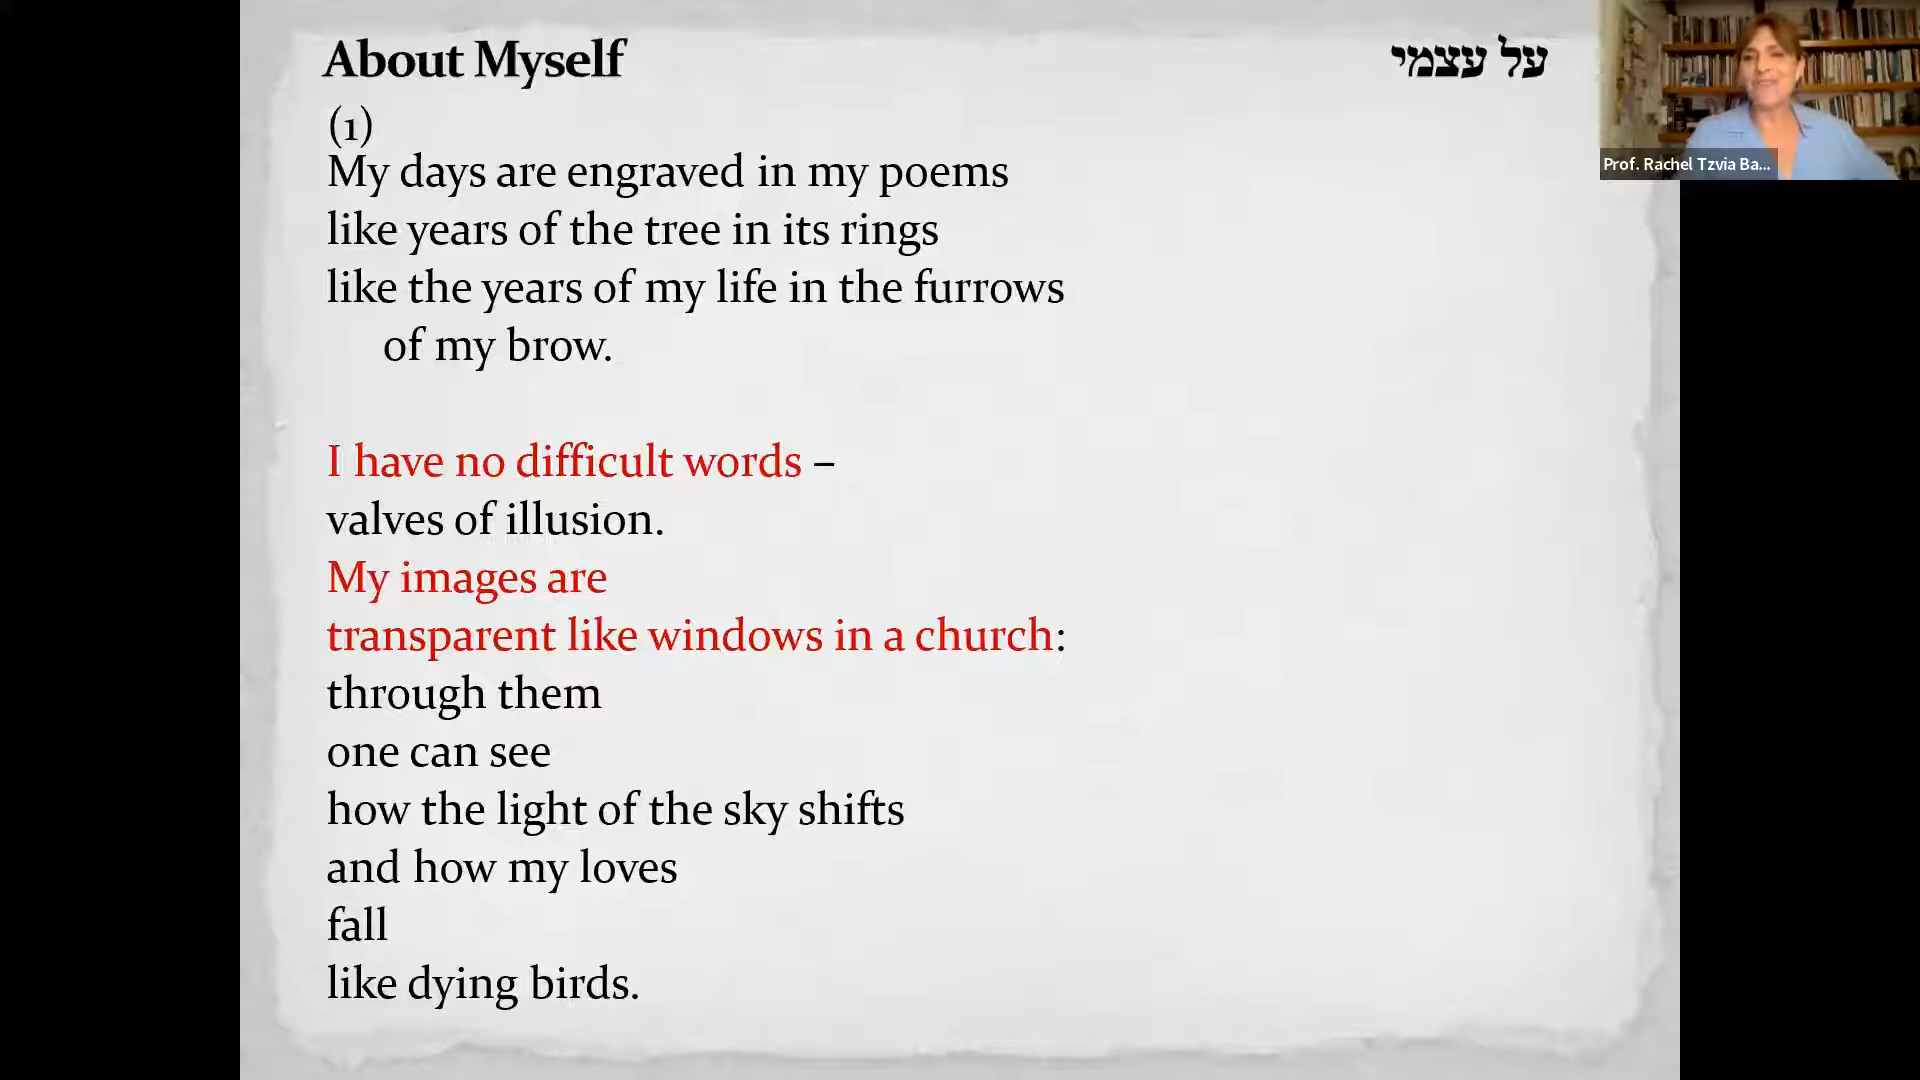 About Myself
על עצמי
(1)
My days are engraved in my poems
like years of the tree in its rings
like the years of my life in the furrows
of my brow.
I have no difficult words –
valves of illusion.
My images are
transparent like windows in a church:
through them
one can see
how the light of the sky shifts
and how my loves
fall
like dying birds.
Prof. Rachel Tzvia Ba...